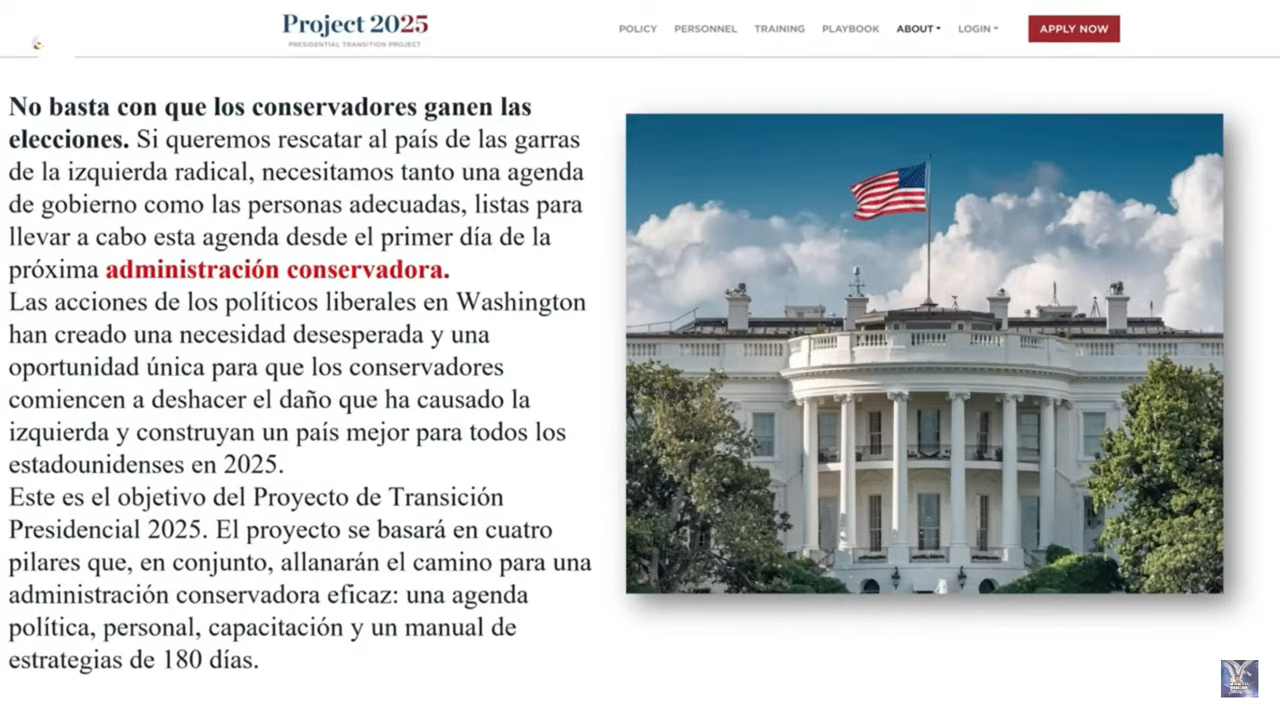 Project 2025
PRESIDENTIAL TRANSITION PROJECT
POLICY PERSONNEL TRAINING PLAYBOOK ABOUT LOGIN
APPLY NOW
No basta con que los conservadores ganen las
elecciones. Si queremos rescatar al país de las garras
de la izquierda radical, necesitamos tanto una agenda
de gobierno como las personas adecuadas, listas para
llevar a cabo esta agenda desde el primer día de la
próxima administración conservadora.
Las acciones de los políticos liberales en Washington
han creado una necesidad desesperada y una
oportunidad única para que los conservadores
comiencen a deshacer el daño que ha causado la
izquierda y construyan un país mejor para todos los
estadounidenses en 2025.
Este es el objetivo del Proyecto de Transición
Presidencial 2025. El proyecto se basará en cuatro
pilares que, en conjunto, allanarán el camino para una
administración conservadora eficaz: una agenda
política, personal, capacitación y un manual de
estrategias de 180 días.